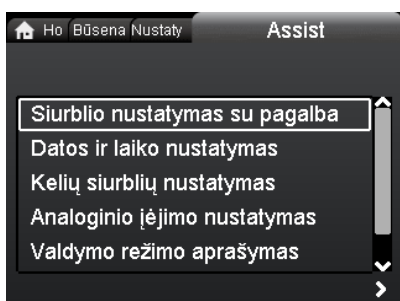 Ho Būsena Nustaty Assist
Siurblio nustatymas su pagalba
Datos ir laiko nustatymas
Kelių siurblių nustatymas
Analoginio įėjimo nustatymas
Valdymo režimo aprašymas